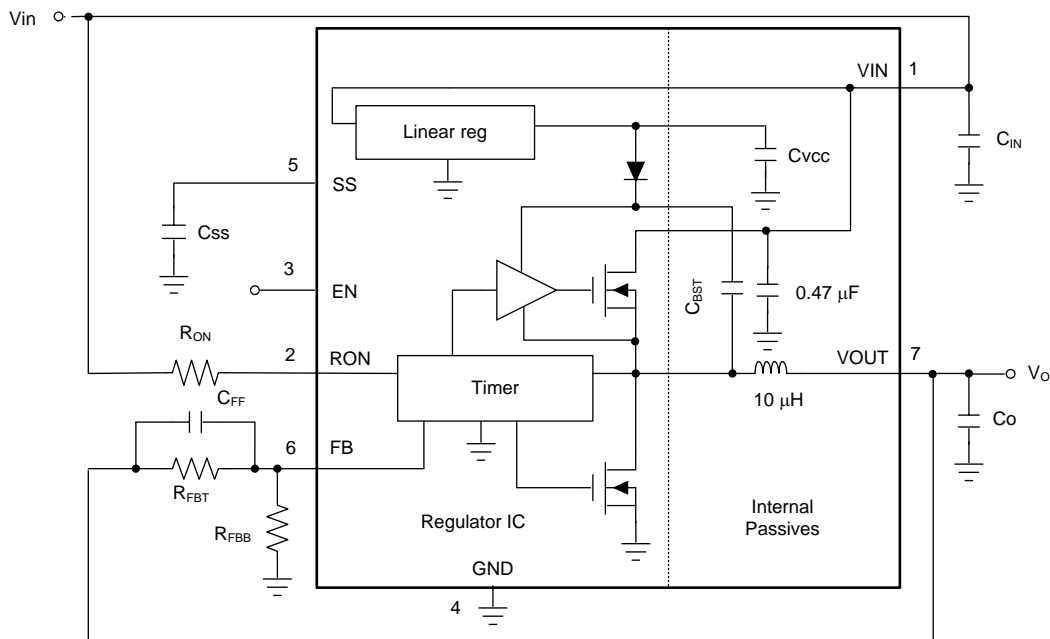 Vin
VIN 1
Linear reg
Cvcc
C_IN
5
SS
Css
3
EN
C_BST
0.47 μF
R_ON
2
RON
VOUT
7
Timer
V_O
10 μH
C_FF
Co
6
FB
R_FBT
R_FBB
Regulator IC
Internal
Passives
GND
4